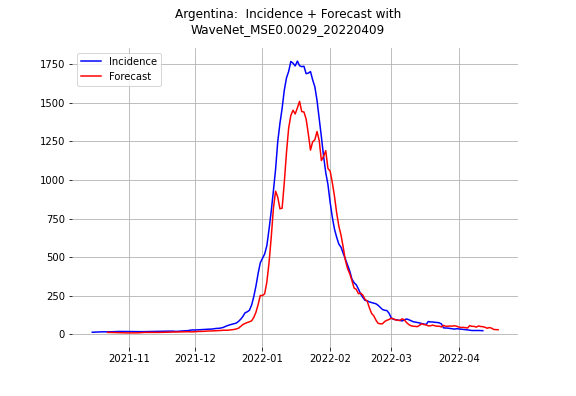 Argentina:  Incidence + Forecast with
WaveNet_MSE0.0029_20220409
Incidence
Forecast
1750
1500
1250
1000
750
500
250
0
2021-11 2021-12 2022-01 2022-02 2022-03 2022-04